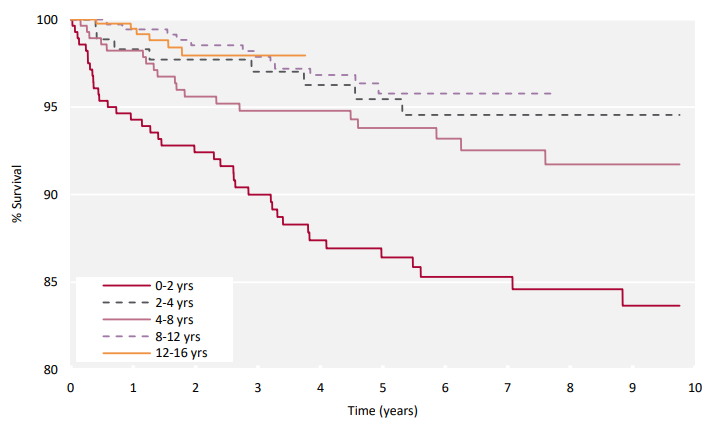 100
95
90
85
80
% Survival
0-2 yrs
2-4 yrs
4-8 yrs
8-12 yrs
12-16 yrs
0 1 2 3 4 5 6 7 8 9 10
Time (years)